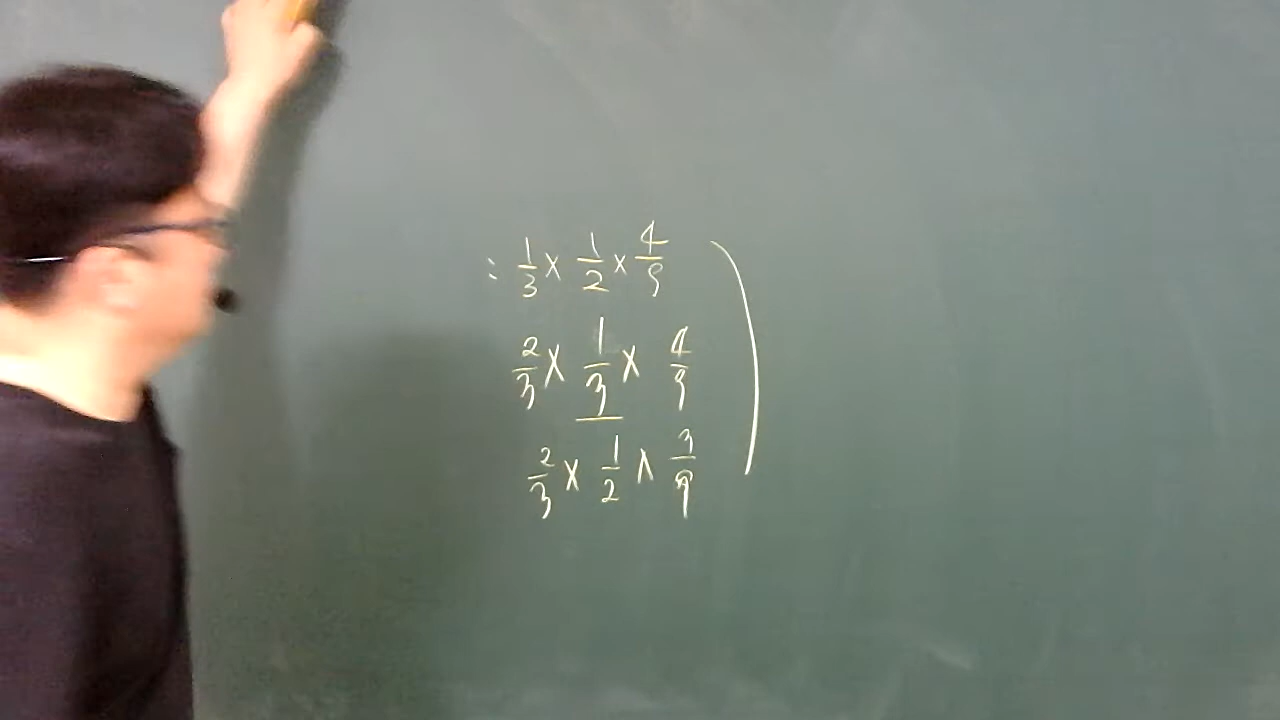 : 1/3 × 1/2 × 4/9
2/3 × 1/3 × 4/9
2/3 × 1/2 × 3/9